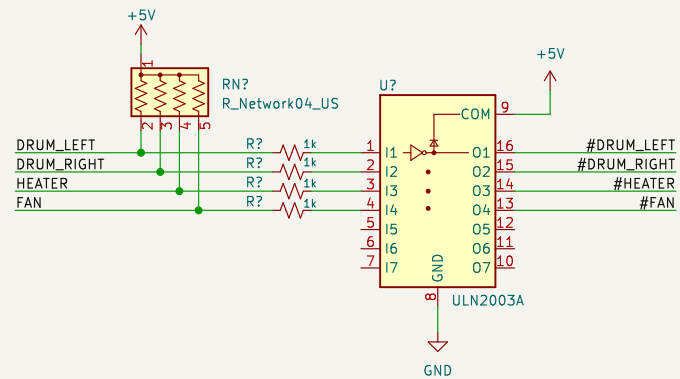 +5V
1
RN?
R_Network04_US
2 3 4 5
+5V
U?
COM 9
DRUM_LEFT R? 1k 1 I1 O1 16 #DRUM_LEFT
DRUM_RIGHT R? 1k 2 I2 O2 15 #DRUM_RIGHT
HEATER R? 1k 3 I3 O3 14 #HEATER
FAN R? 1k 4 I4 O4 13 #FAN
5 I5 O5 12
6 I6 O6 11
7 I7 O7 10
GND
8
ULN2003A
GND